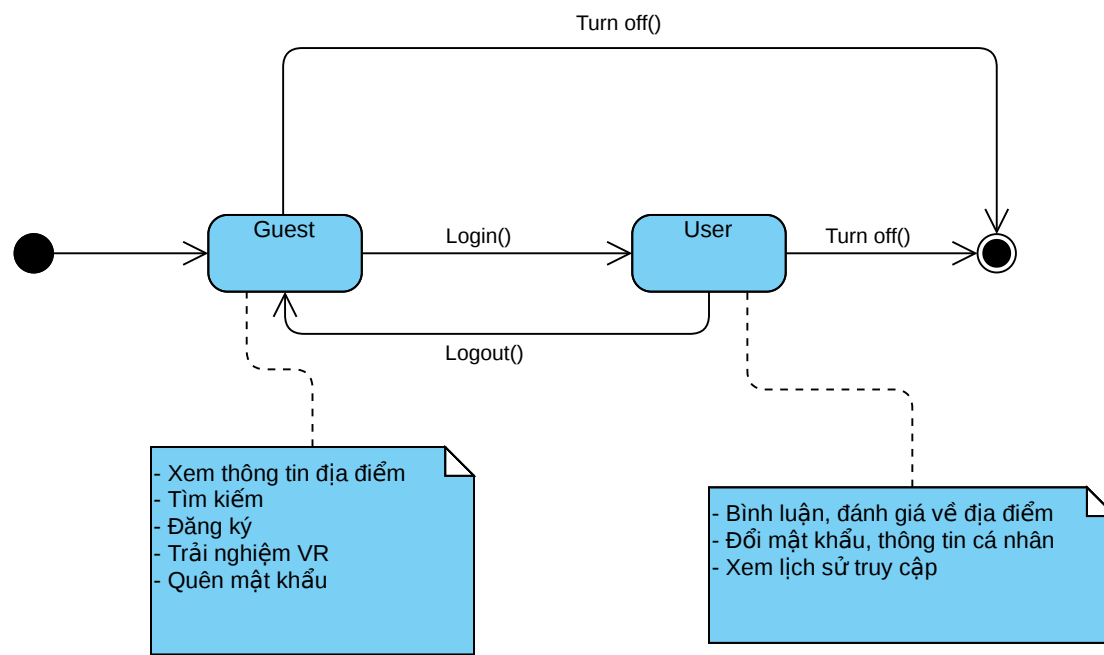 Turn off()
Guest
Login()
User
Turn off()
Logout()
- Xem thông tin địa điểm
- Tìm kiếm
- Đăng ký
- Trải nghiệm VR
- Quên mật khẩu
- Bình luận, đánh giá về địa điểm
- Đổi mật khẩu, thông tin cá nhân
- Xem lịch sử truy cập